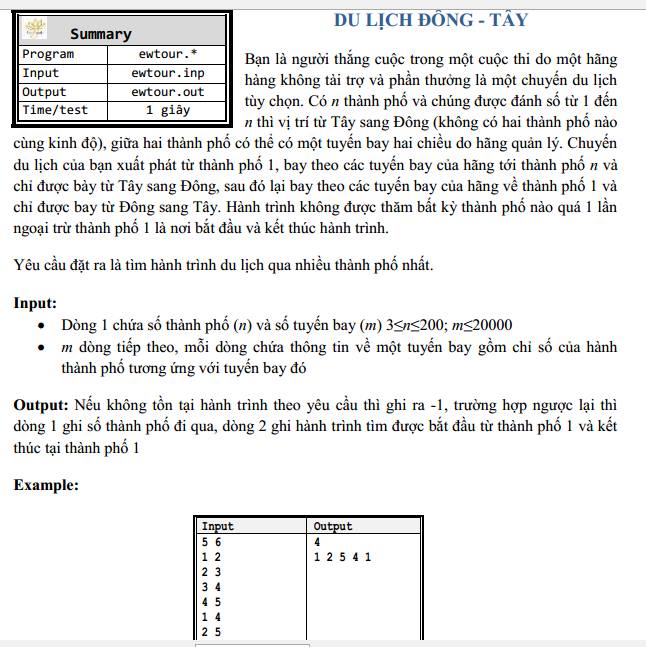 DU LỊCH ĐÔNG - TÂY
Summary
Program ewtour.*
Input ewtour.inp
Output ewtour.out
Time/test 1 giây
Bạn là người thắng cuộc trong một cuộc thi do một hãng
hàng không tài trợ và phần thưởng là một chuyến du lịch
tùy chọn. Có n thành phố và chúng được đánh số từ 1 đến
n thì vị trí từ Tây sang Đông (không có hai thành phố nào
cùng kinh độ), giữa hai thành phố có thể có một tuyến bay hai chiều do hãng quản lý. Chuyến
du lịch của bạn xuất phát từ thành phố 1, bay theo các tuyến bay của hãng tới thành phố n và
chỉ được bày từ Tây sang Đông, sau đó lại bay theo các tuyến bay của hãng về thành phố 1 và
chỉ được bay từ Đông sang Tây. Hành trình không được thăm bất kỳ thành phố nào quá 1 lần
ngoại trừ thành phố 1 là nơi bắt đầu và kết thúc hành trình.
Yêu cầu đặt ra là tìm hành trình du lịch qua nhiều thành phố nhất.
Input:
• Dòng 1 chứa số thành phố (n) và số tuyến bay (m) 3≤n≤200; m≤20000
• m dòng tiếp theo, mỗi dòng chứa thông tin về một tuyến bay gồm chỉ số của hành
thành phố tương ứng với tuyến bay đó
Output: Nếu không tồn tại hành trình theo yêu cầu thì ghi ra -1, trường hợp ngược lại thì
dòng 1 ghi số thành phố đi qua, dòng 2 ghi hành trình tìm được bắt đầu từ thành phố 1 và kết
thúc tại thành phố 1
Example:
Input Output
5 6 4
1 2 1 2 5 4 1
2 3
3 4
4 5
1 4
2 5